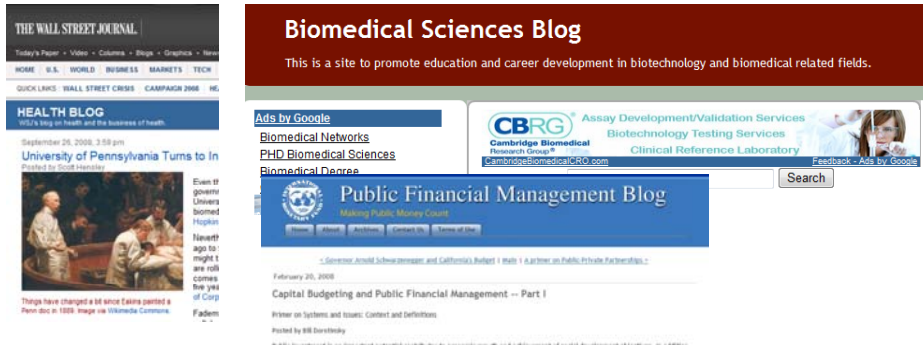 THE WALL STREET JOURNAL.
Today's Paper • Video • Columns • Blogs • Graphics • New
HOME U.S. WORLD BUSINESS MARKETS TECH
QUICK LINKS: WALL STREET CRISIS CAMPAIGN 2008 HE
HEALTH BLOG
WSJ's blog on health and the business of health.
September 26, 2008, 3:59 pm
University of Pennsylvania Turns to In
Posted by Scott Hensley
Even th
govern
Univers
biomed
Hopkin
Neverth
ago to
might t
are rolli
comes
five yea
of Corp
Fadem
Things have changed a bit since Eakins painted a
Penn doc in 1889. Image via Wikimedia Commons.
Biomedical Sciences Blog
This is a site to promote education and career development in biotechnology and biomedical related fields.
Ads by Google
Biomedical Networks
PHD Biomedical Sciences
Biomedical Degree
CBRG
Cambridge Biomedical
Research Group
Assay Development/Validation Services
Biotechnology Testing Services
Clinical Reference Laboratory
CambridgeBiomedicalCRO.com
Feedback - Ads by Google
Search
Public Financial Management Blog
Making Public Money Count
Home About Archives Contact Us Terms of Use
« Governor Arnold Schwarzenegger and California's Budget | Main | A primer on Public-Private Partnerships »
February 20, 2008
Capital Budgeting and Public Financial Management -- Part I
Primer on Systems and Issues: Context and Definitions
Posted by Bill Dorotinsky